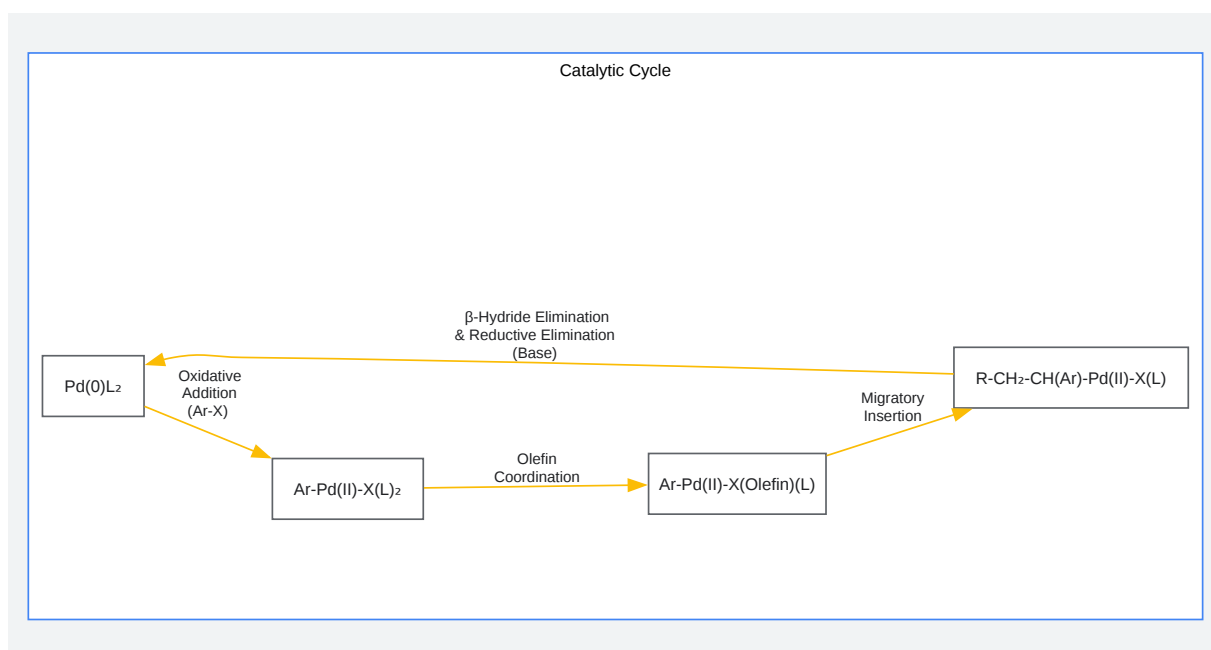 Catalytic Cycle
β-Hydride Elimination
& Reductive Elimination
(Base)
Pd(0)L₂
Oxidative
Addition
(Ar-X)
R-CH₂-CH(Ar)-Pd(II)-X(L)
Migratory
Insertion
Olefin
Coordination
Ar-Pd(II)-X(L)₂
Ar-Pd(II)-X(Olefin)(L)